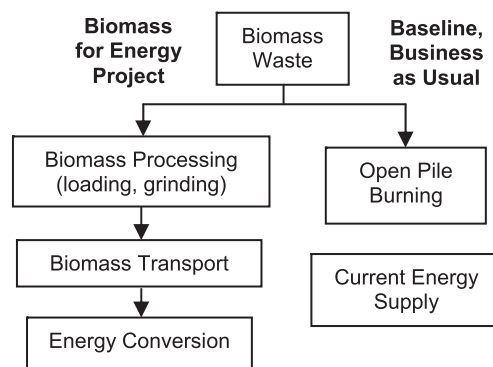 Biomass
for Energy
Project
Biomass
Waste
Baseline,
Business
as Usual
Biomass Processing
(loading, grinding)
Biomass Transport
Energy Conversion
Open Pile
Burning
Current Energy
Supply